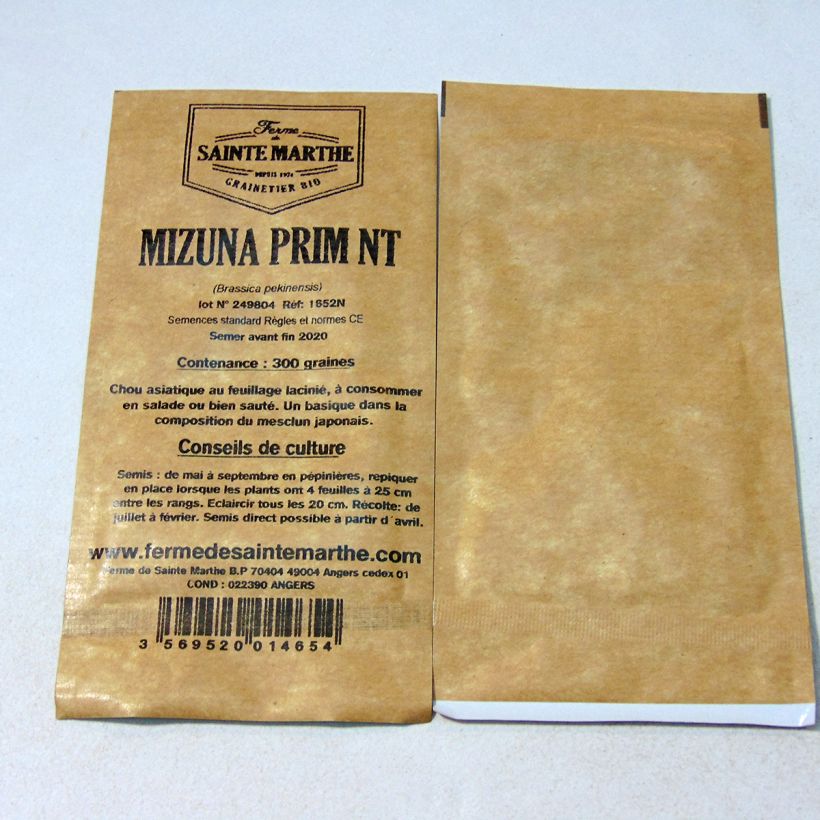 Ferme
de
SAINTE MARTHE
DEPUIS 1974
GRAINETIER BIO
MIZUNA PRIM NT
(Brassica pekinensis)
lot N° 249804 Réf: 1652N
Semences standard Règles et normes CE
Semer avant fin 2020
Contenance : 300 graines
Chou asiatique au feuillage lacinié, à consommer
en salade ou bien sauté. Un basique dans la
composition du mesclun japonais.
Conseils de culture
Semis : de mai à septembre en pépinières, repiquer
en place lorsque les plants ont 4 feuilles à 25 cm
entre les rangs. Eclaircir tous les 20 cm. Récolte: de
juillet à février. Semis direct possible à partir d'avril.
www.fermedesaintemarthe.com
Ferme de Sainte Marthe B.P 70404 49004 Angers cedex 01
COND : 022390 ANGERS
3 569520 014654